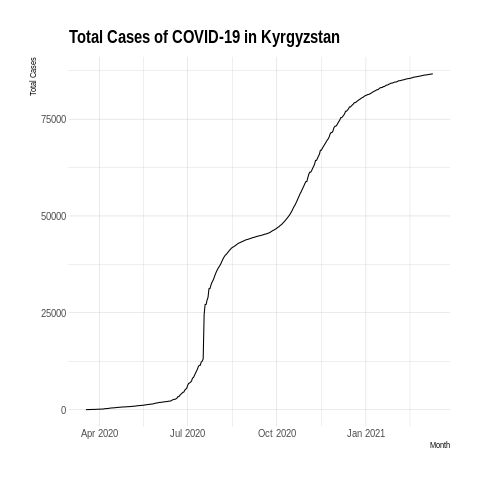 Total Cases of COVID-19 in Kyrgyzstan
Total Cases
75000
50000
25000
0
Apr 2020 Jul 2020 Oct 2020 Jan 2021
Month